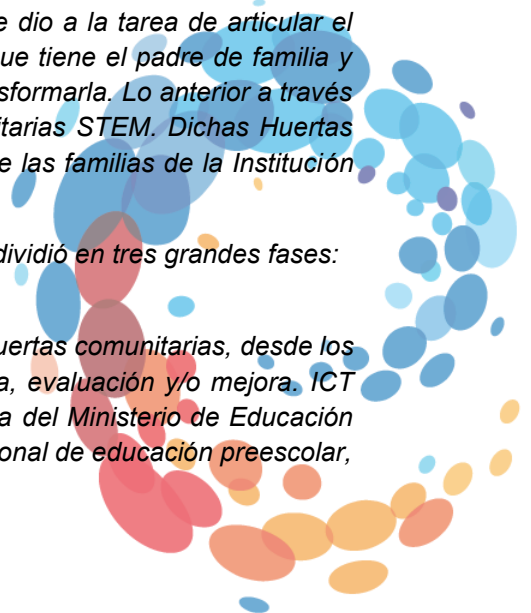 e dio a la tarea de articular el
ue tiene el padre de familia y
sformarla. Lo anterior a través
itarias STEM. Dichas Huertas
e las familias de la Institución
dividió en tres grandes fases:
uertas comunitarias, desde los
a, evaluación y/o mejora. ICT
a del Ministerio de Educación
onal de educación preescolar,